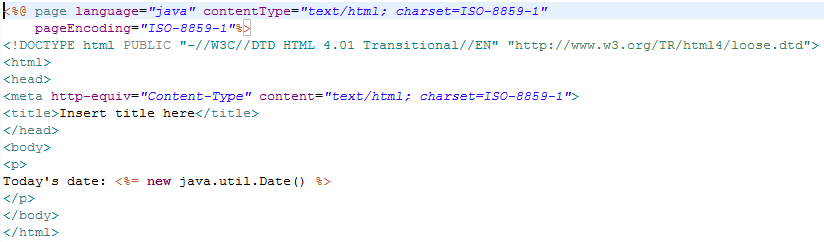 <%@ page language="java" contentType="text/html; charset=ISO-8859-1"
    pageEncoding="ISO-8859-1"%>
<!DOCTYPE html PUBLIC "-//W3C//DTD HTML 4.01 Transitional//EN" "http://www.w3.org/TR/html4/loose.dtd">
<html>
<head>
<meta http-equiv="Content-Type" content="text/html; charset=ISO-8859-1">
<title>Insert title here</title>
</head>
<body>
<p>
Today's date: <%= new java.util.Date() %>
</p>
</body>
</html>